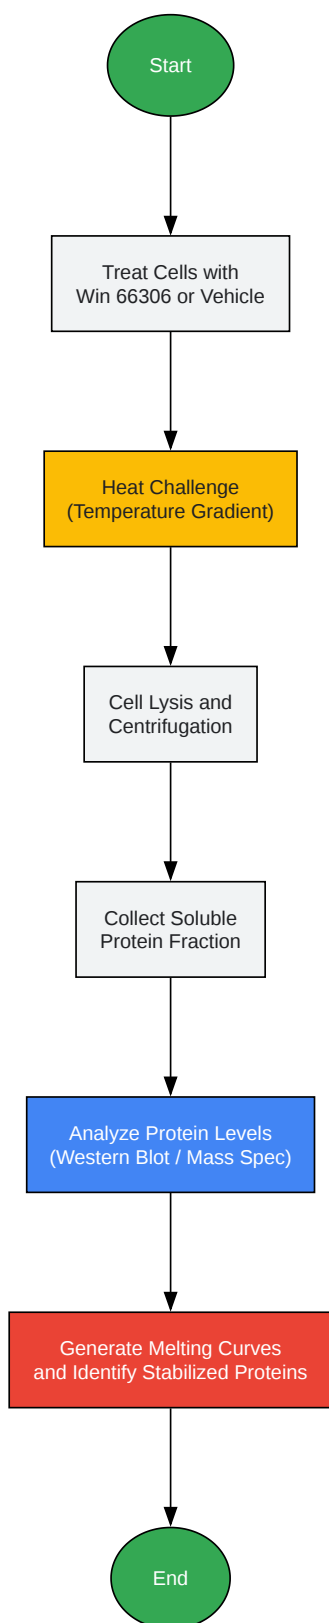 Start
Treat Cells with
Win 66306 or Vehicle
Heat Challenge
(Temperature Gradient)
Cell Lysis and
Centrifugation
Collect Soluble
Protein Fraction
Analyze Protein Levels
(Western Blot / Mass Spec)
Generate Melting Curves
and Identify Stabilized Proteins
End